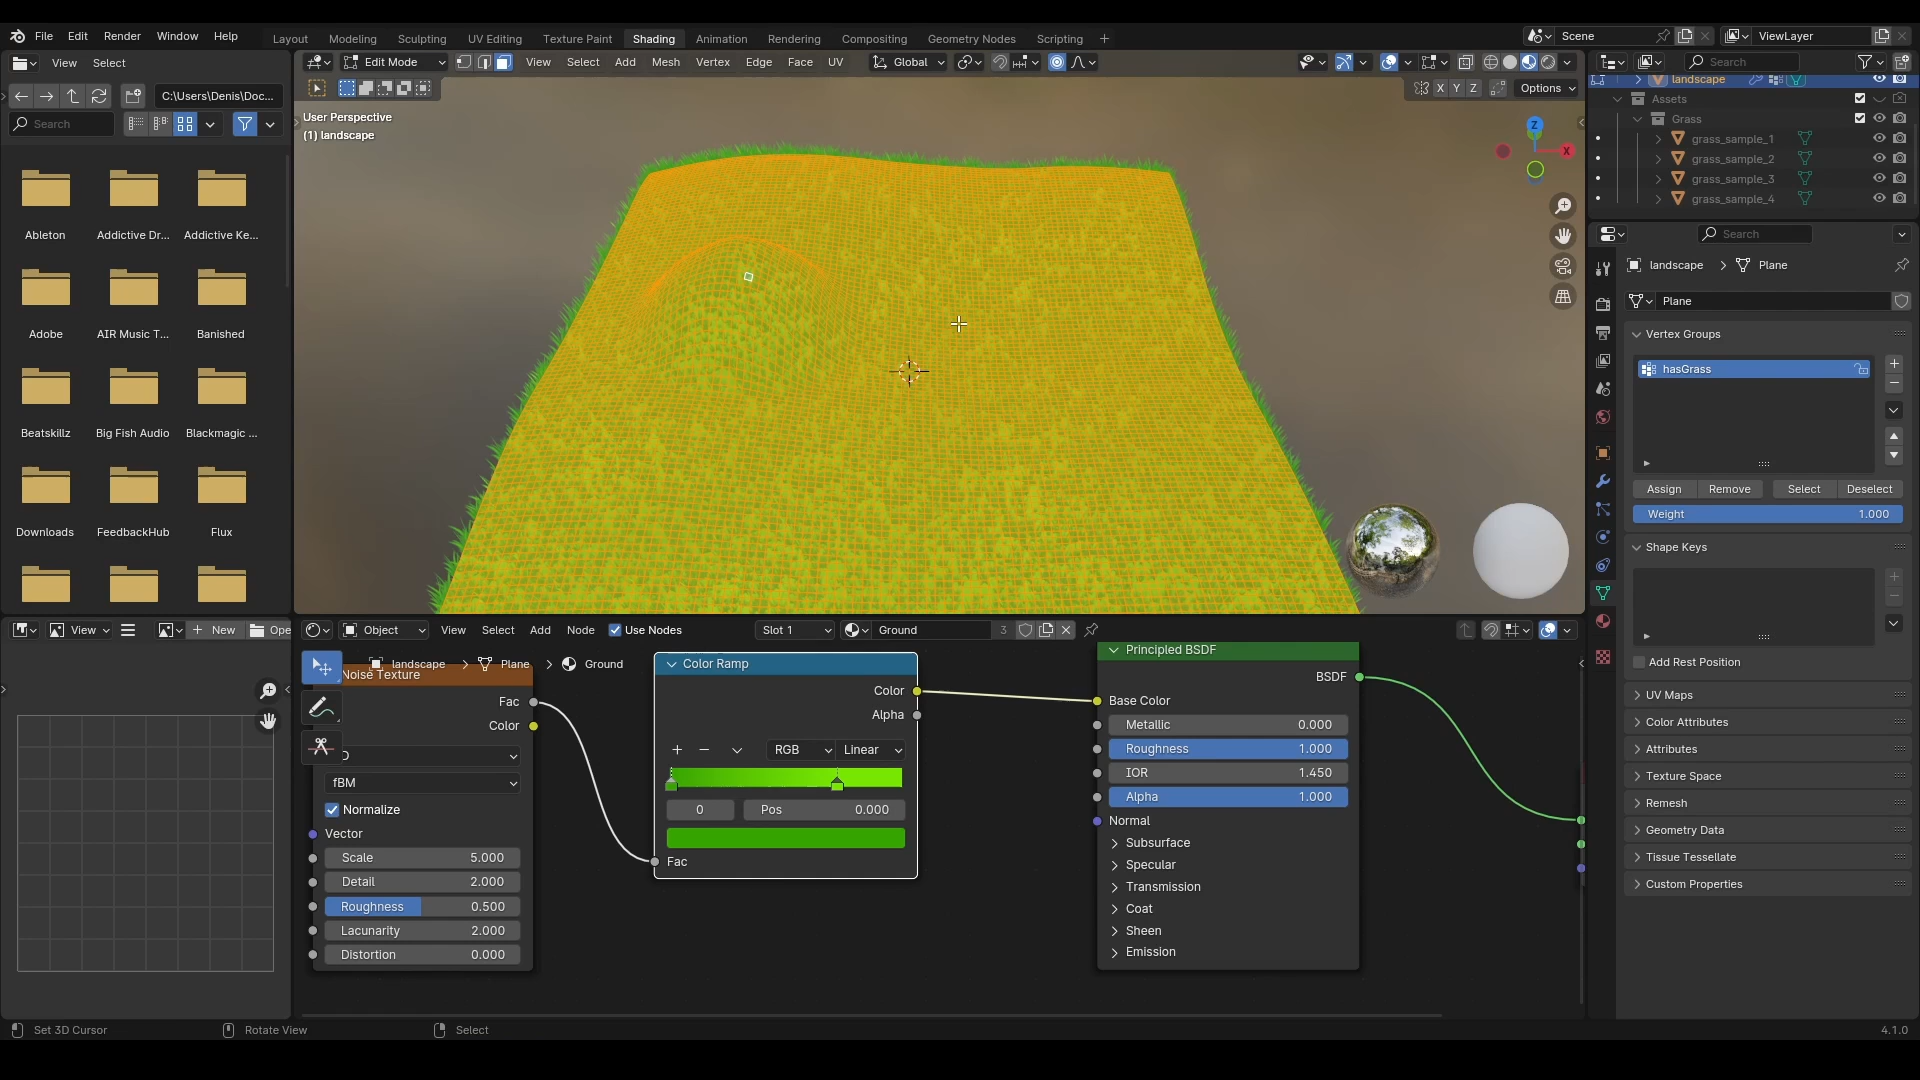 File Edit Render Window Help
Layout Modeling Sculpting UV Editing Texture Paint Shading Animation Rendering Compositing Geometry Nodes Scripting +
Scene
ViewLayer
View Select
Edit Mode View Select Add Mesh Vertex Edge Face UV Global
Search
C:\Users\Denis\Doc...
X Y Z Options
Search
User Perspective
(1) landscape
Z
X
Ableton Addictive Dr... Addictive Ke...
Adobe AIR Music T... Banished
Beatskillz Big Fish Audio Blackmagic ...
Downloads FeedbackHub Flux
landscape
Assets
Grass
grass_sample_1
grass_sample_2
grass_sample_3
grass_sample_4
Search
landscape > Plane
Plane
Vertex Groups
hasGrass
Assign Remove Select Deselect
Weight 1.000
Shape Keys
Add Rest Position
UV Maps
Color Attributes
Attributes
Texture Space
Remesh
Geometry Data
Tissue Tessellate
Custom Properties
View New Ope
Object View Select Add Node Use Nodes Slot 1 Ground 3
landscape > Plane > Ground
Noise Texture
Fac
Color
D
fBM
Normalize
Vector
Scale 5.000
Detail 2.000
Roughness 0.500
Lacunarity 2.000
Distortion 0.000
Color Ramp
Color
Alpha
RGB Linear
0 Pos 0.000
Fac
Principled BSDF
BSDF
Base Color
Metallic 0.000
Roughness 1.000
IOR 1.450
Alpha 1.000
Normal
Subsurface
Specular
Transmission
Coat
Sheen
Emission
Set 3D Cursor Rotate View Select 4.1.0